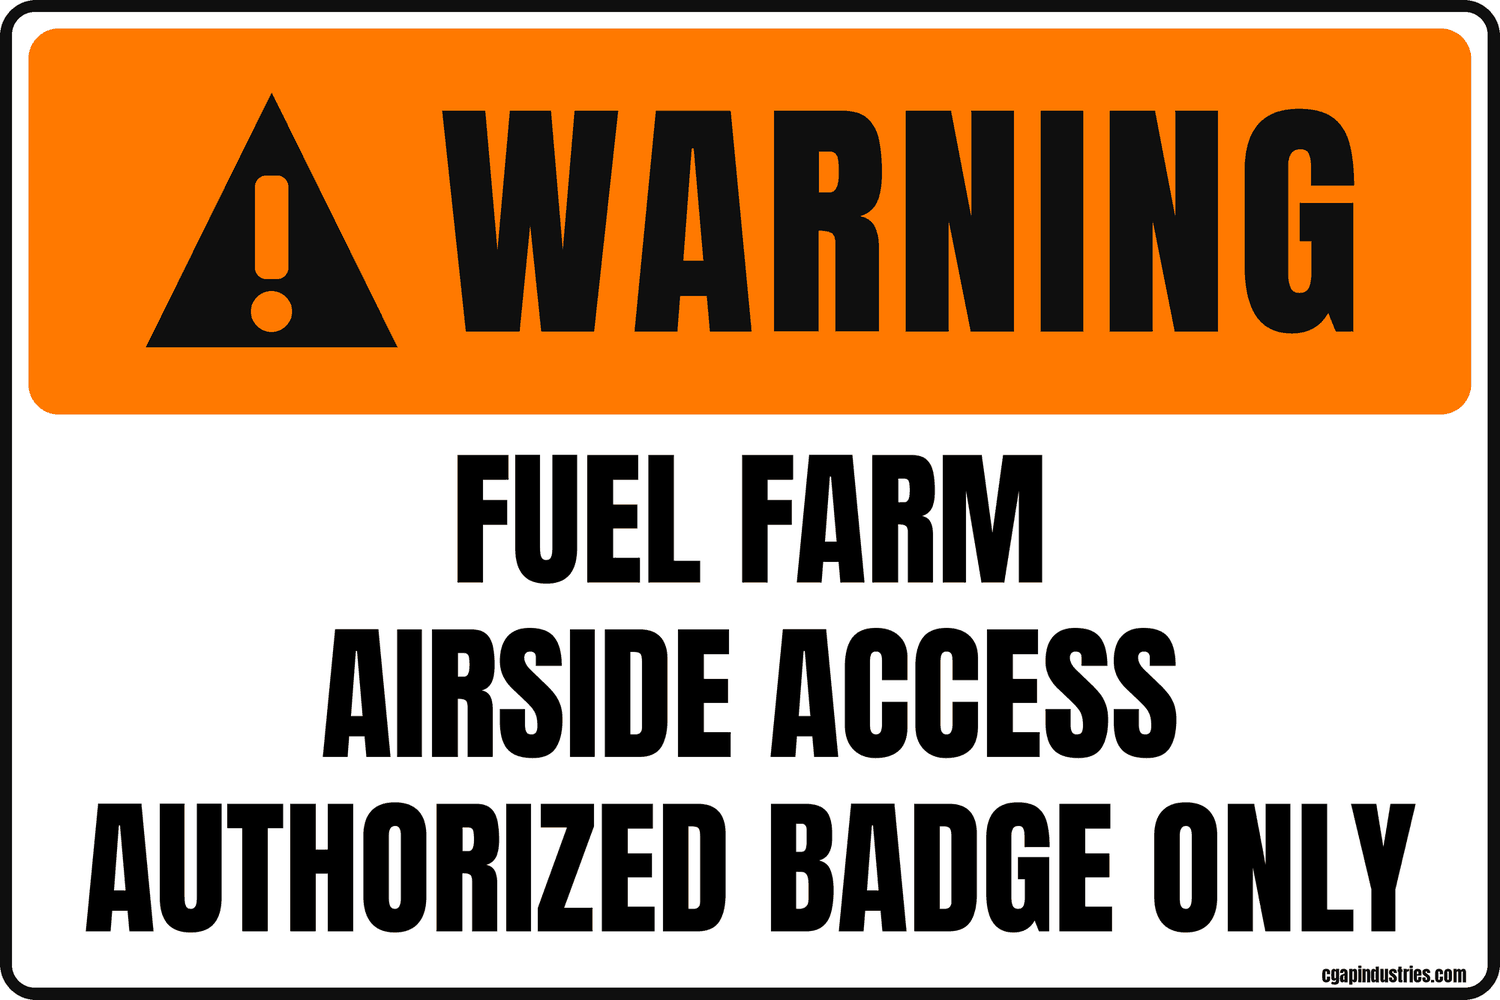 WARNING
FUEL FARM
AIRSIDE ACCESS
AUTHORIZED BADGE ONLY
cgapindustries.com